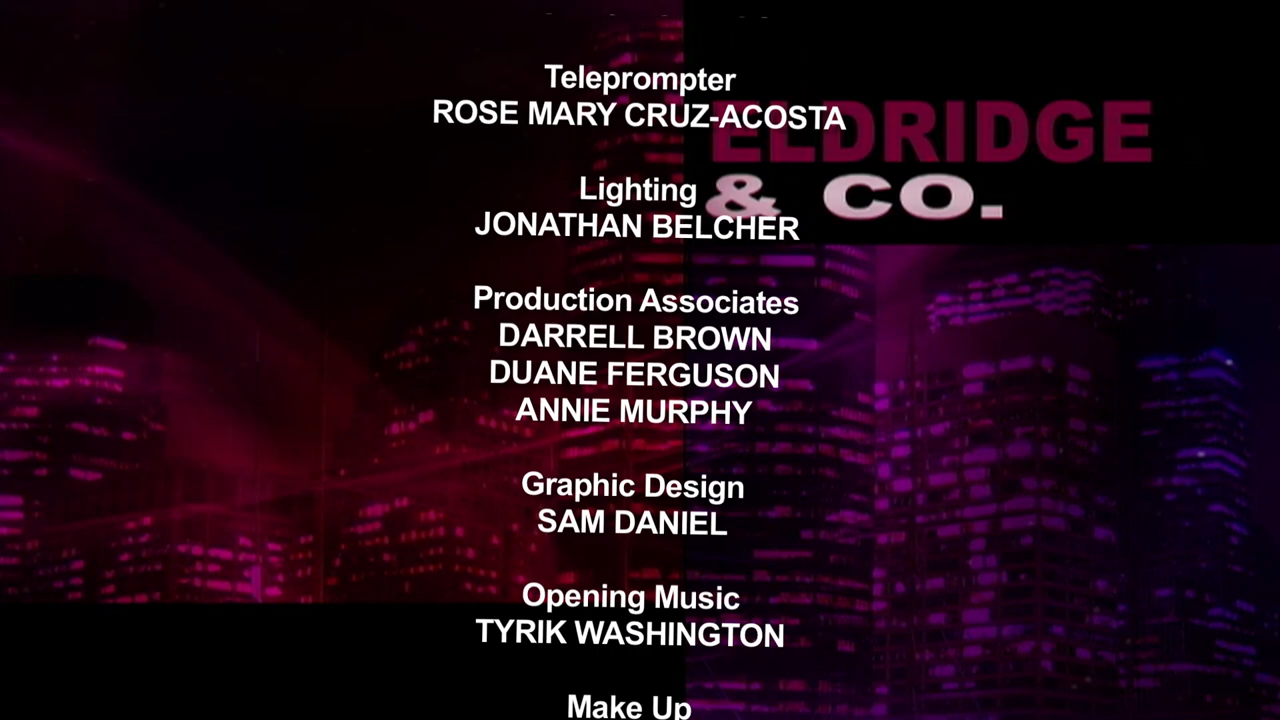 Teleprompter
ROSE MARY CRUZ-ACOSTA
ELDRIDGE
& CO.
Lighting
JONATHAN BELCHER
Production Associates
DARRELL BROWN
DUANE FERGUSON
ANNIE MURPHY
Graphic Design
SAM DANIEL
Opening Music
TYRIK WASHINGTON
Make Up